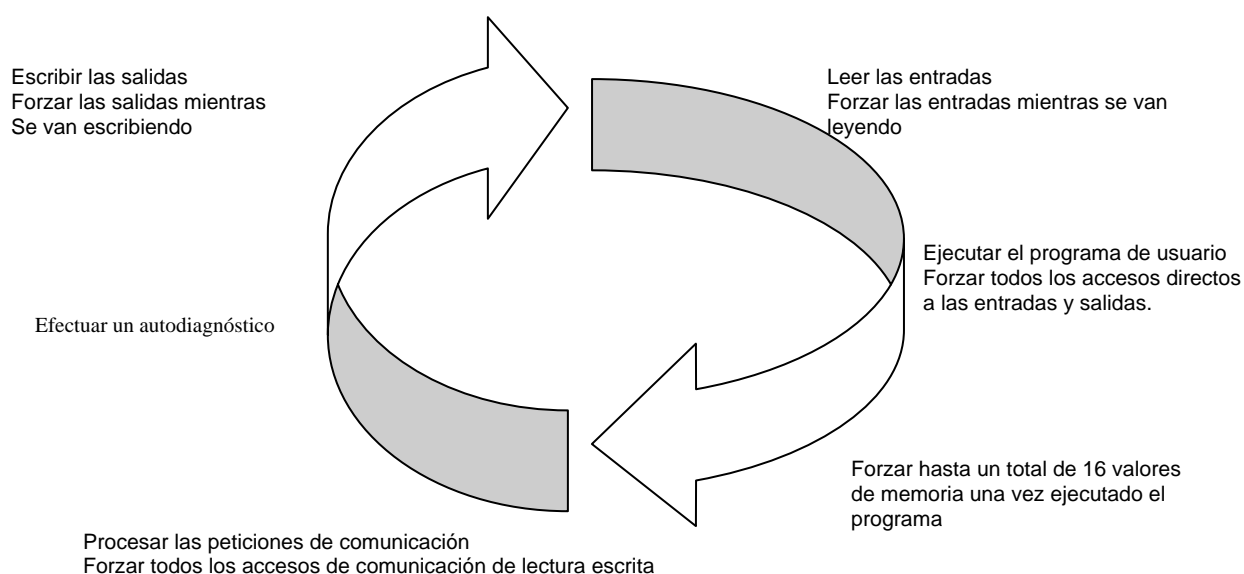 Escribir las salidas
Forzar las salidas mientras
Se van escribiendo
Leer las entradas
Forzar las entradas mientras se van
leyendo
Ejecutar el programa de usuario
Forzar todos los accesos directos
a las entradas y salidas.
Efectuar un autodiagnóstico
Forzar hasta un total de 16 valores
de memoria una vez ejecutado el
programa
Procesar las peticiones de comunicación
Forzar todos los accesos de comunicación de lectura escrita